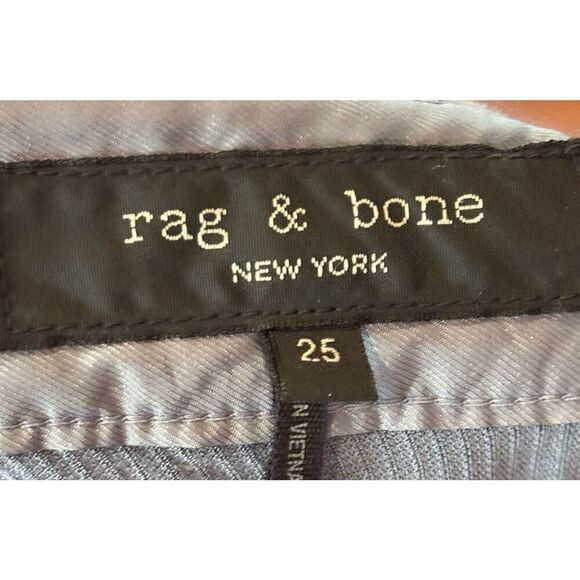 rag & bone
NEW YORK
25
N VIETNA